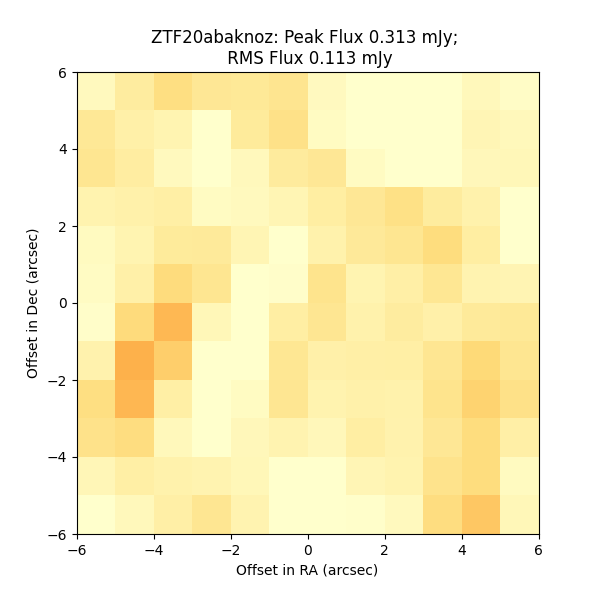 ZTF20abaknoz: Peak Flux 0.313 mJy;
RMS Flux 0.113 mJy
6
4
2
0
−2
−4
−6
Offset in Dec (arcsec)
−6 −4 −2 0 2 4 6
Offset in RA (arcsec)